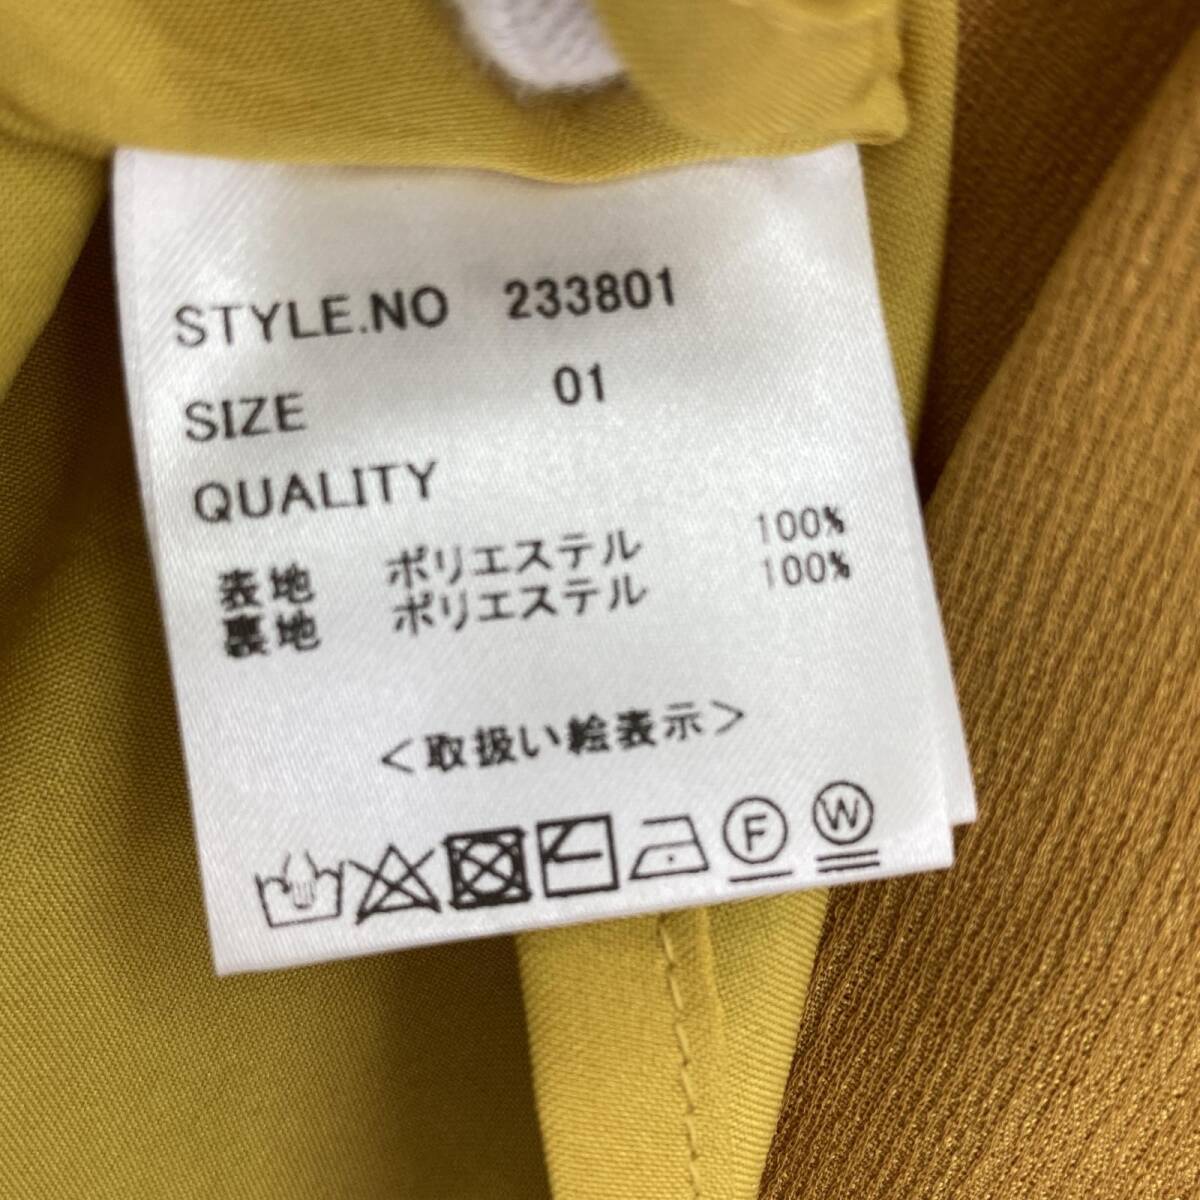 STYLE.NO 233801
SIZE 01
QUALITY
表地 ポリエステル 100%
裏地 ポリエステル 100%
＜取扱い絵表示＞
F W